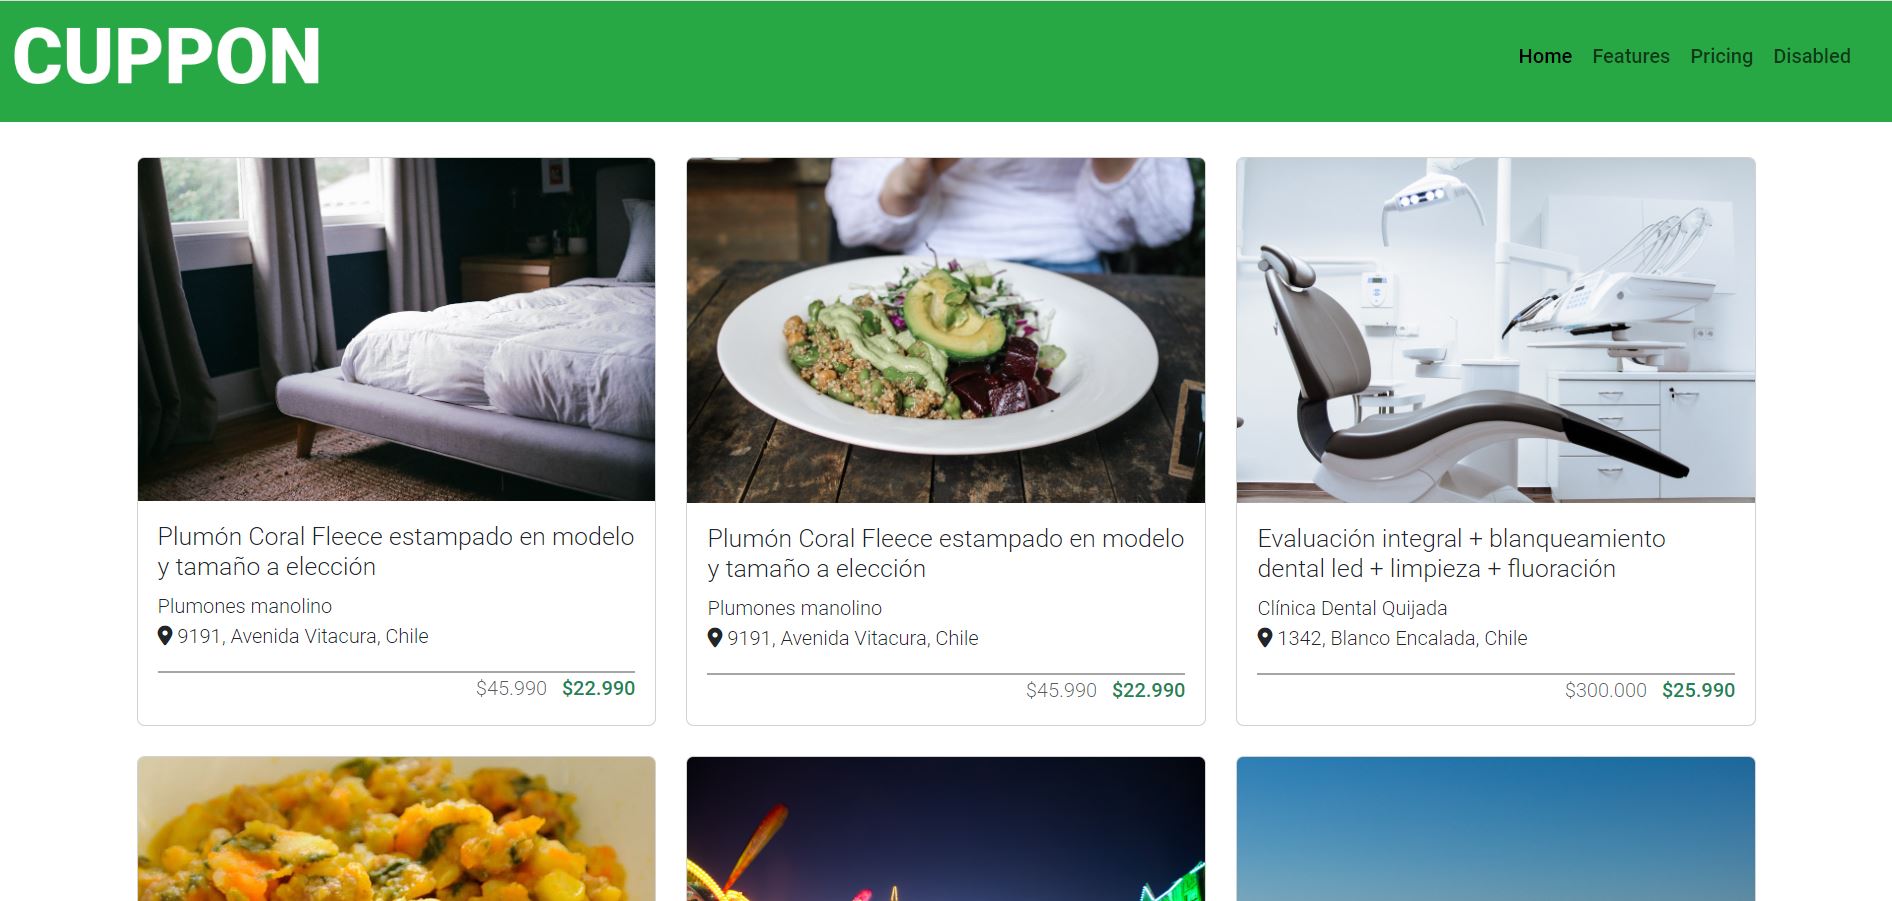 CUPPON
Home Features Pricing Disabled
Plumón Coral Fleece estampado en modelo
y tamaño a elección
Plumones manolino
9191, Avenida Vitacura, Chile
$45.990 $22.990
Plumón Coral Fleece estampado en modelo
y tamaño a elección
Plumones manolino
9191, Avenida Vitacura, Chile
$45.990 $22.990
Evaluación integral + blanqueamiento
dental led + limpieza + fluoración
Clínica Dental Quijada
1342, Blanco Encalada, Chile
$300.000 $25.990